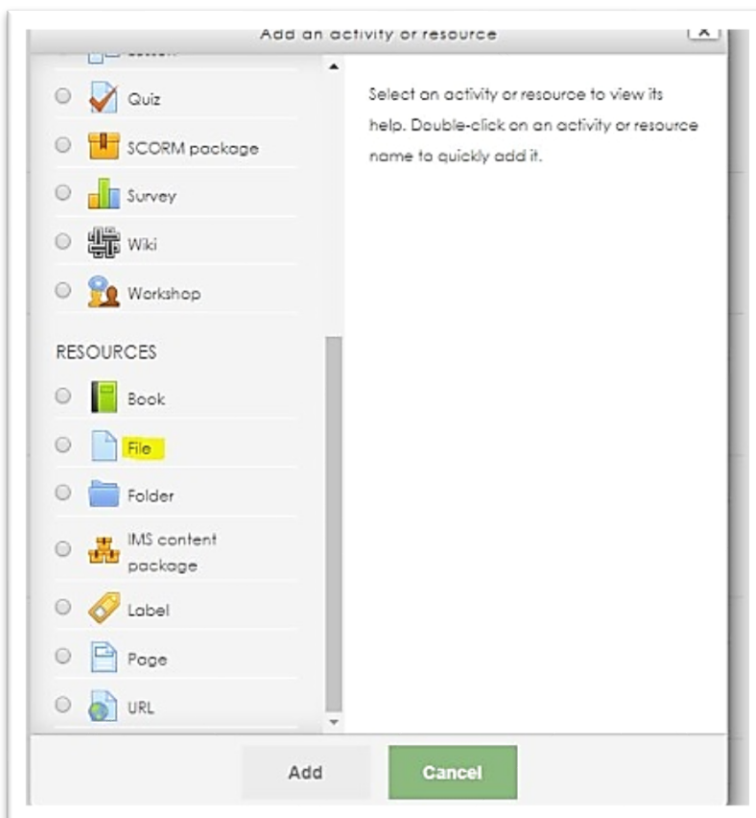 Add an activity or resource
Lesson
Quiz
SCORM package
Survey
Wiki
Workshop
RESOURCES
Book
File
Folder
IMS content
package
Label
Page
URL
Select an activity or resource to view its
help. Double-click on an activity or resource
name to quickly add it.
Add
Cancel